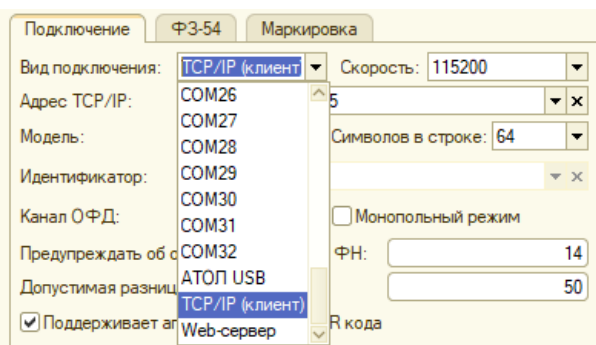 Подключение ФЗ-54 Маркировка
Вид подключения: TCP/IP (клиент Скорость: 115200
Адрес TCP/IP: 5
Модель: Символов в строке: 64
Идентификатор:
Канал ОФД: Монопольный режим
Предупреждать об о ФН: 14
Допустимая разниц 50
Поддерживает R кода
COM26
COM27
COM28
COM29
COM30
COM31
COM32
АТОЛ USB
TCP/IP (клиент)
Web-сервер